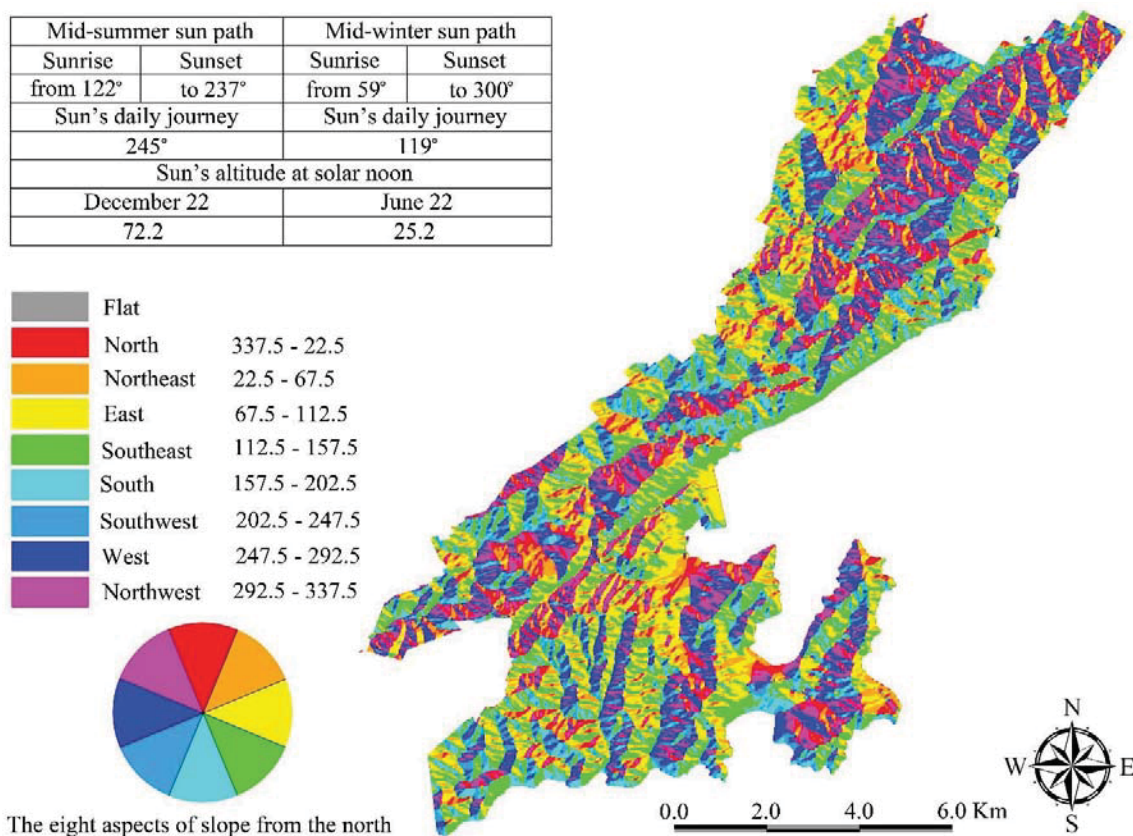 Mid-summer sun path Mid-winter sun path
Sunrise Sunset Sunrise Sunset
from 122° to 237° from 59° to 300°
Sun's daily journey Sun's daily journey
245° 119°
Sun's altitude at solar noon
December 22 June 22
72.2 25.2
Flat
North 337.5 - 22.5
Northeast 22.5 - 67.5
East 67.5 - 112.5
Southeast 112.5 - 157.5
South 157.5 - 202.5
Southwest 202.5 - 247.5
West 247.5 - 292.5
Northwest 292.5 - 337.5
The eight aspects of slope from the north
0.0 2.0 4.0 6.0 Km
N
W E
S